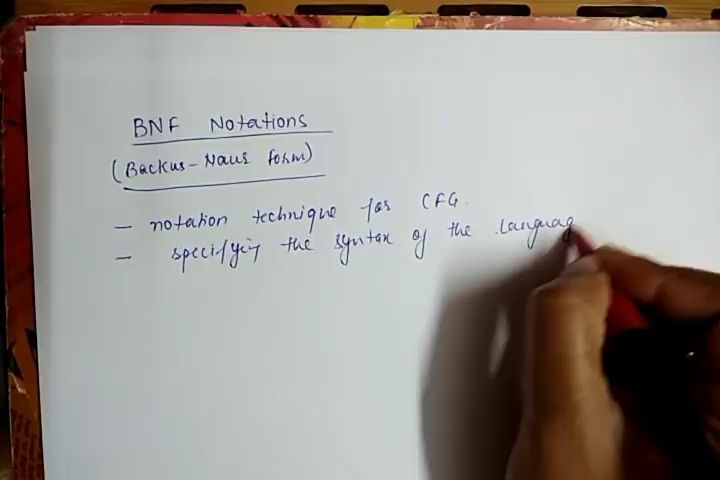 BNF Notations
(Backus-Naur form)
- notation technique for CFG.
- specifying the syntax of the languag